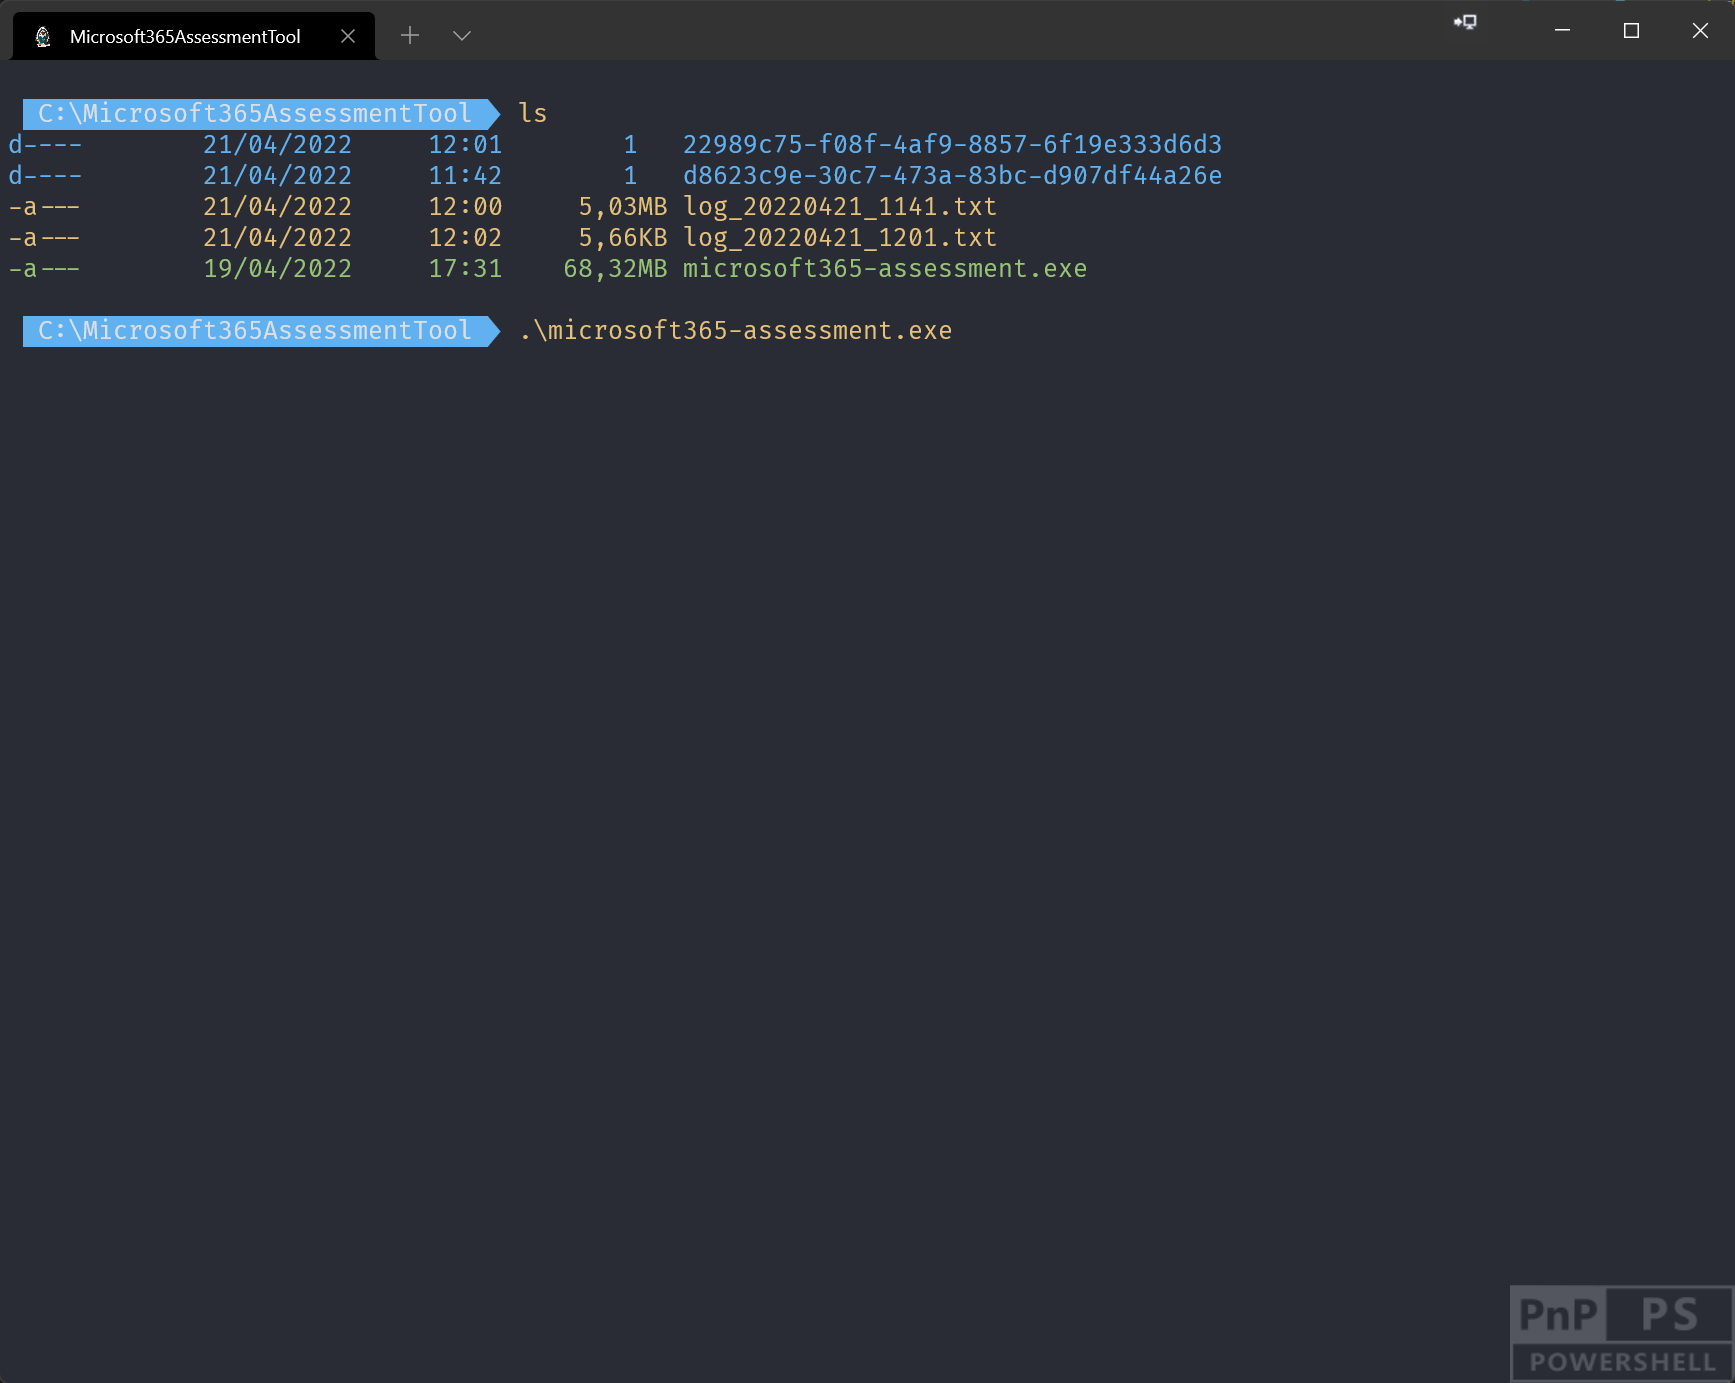 Microsoft365AssessmentTool
C:\Microsoft365AssessmentTool ls
d---- 21/04/2022 12:01 1 22989c75-f08f-4af9-8857-6f19e333d6d3
d---- 21/04/2022 11:42 1 d8623c9e-30c7-473a-83bc-d907df44a26e
-a--- 21/04/2022 12:00 5,03MB log_20220421_1141.txt
-a--- 21/04/2022 12:02 5,66KB log_20220421_1201.txt
-a--- 19/04/2022 17:31 68,32MB microsoft365-assessment.exe
C:\Microsoft365AssessmentTool .\microsoft365-assessment.exe
PnP PS
POWERSHELL